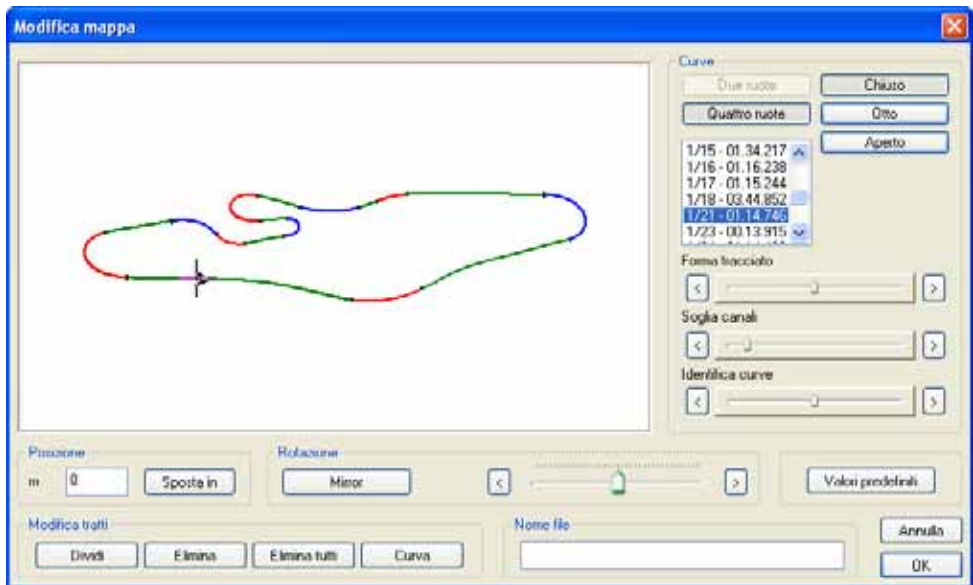 Modifica mappa
Curve
Due ruote
Chiuso
Quattro ruote
Otto
Aperto
1/15 - 01.34.217
1/16 - 01.16.238
1/17 - 01.15.244
1/18 - 03.44.852
1/21 - 01.14.746
1/23 - 00.13.915
Forma tracciato
< >
Soglia canali
< >
Identifica curve
< >
Posizione
m 0 Sposta in
Rotazione
Mirror < >
Valori predefiniti
Modifica tratti
Dividi Elimina Elimina tutti Curva
Nome file
Annulla
OK